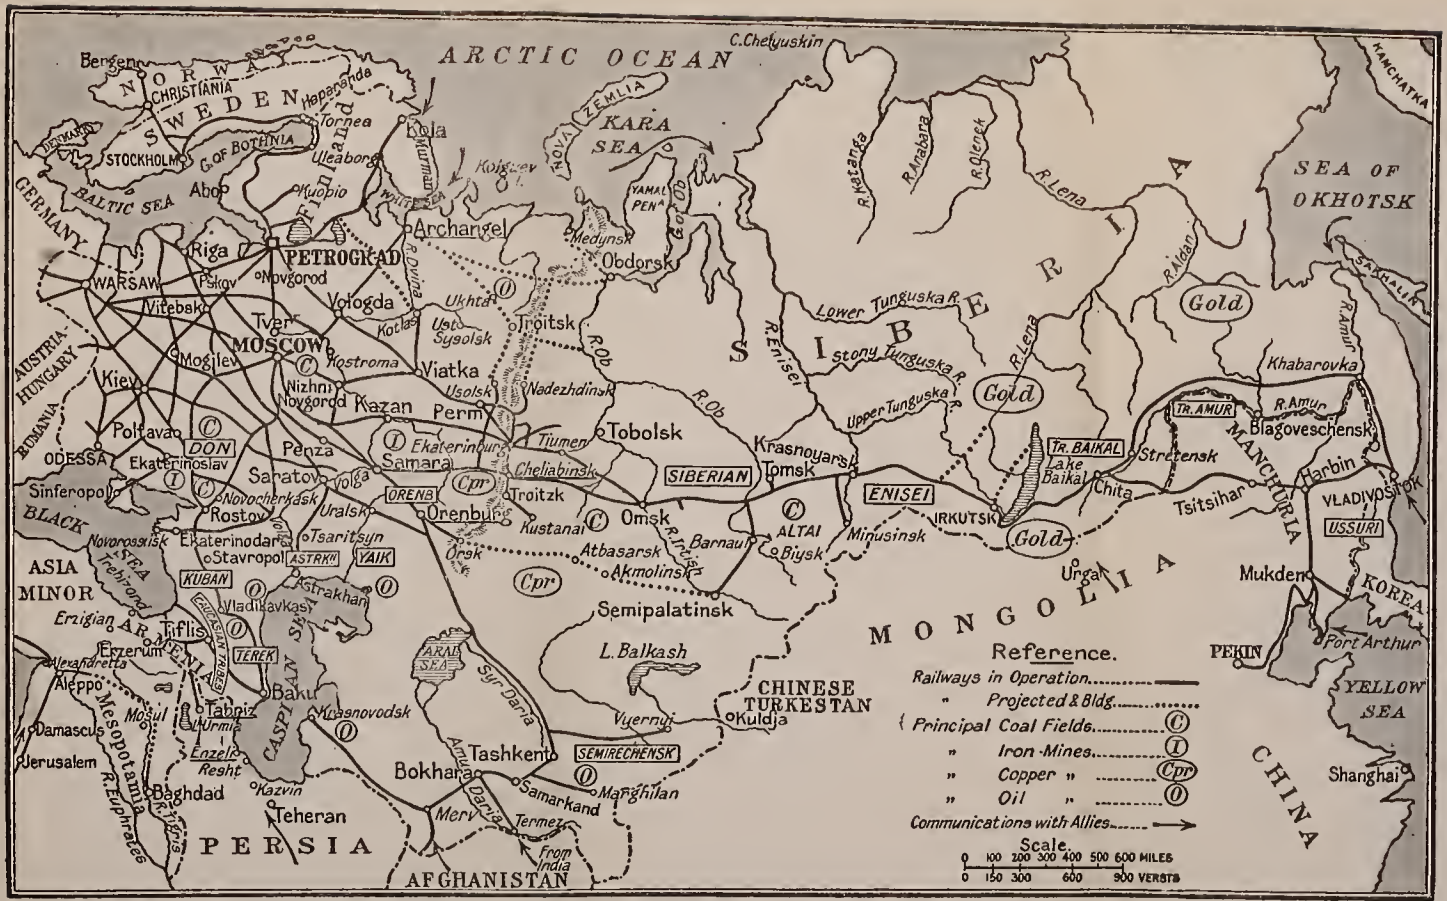 ARCTIC OCEAN
C. Chelyuskin
KAMCHATKA
Bergen
NORWAY
CHRISTIANIA
SWEDEN
Haparanda
Tornea
Finland
Kola
Murman
NOVA ZEMLIA
KARA
SEA
DENMARK
STOCKHOLM
G. OF BOTHNIA
Uleaborg
Kolguev
I.
YAMAL
PENᴬ
G. of Ob
R. Katanga
R. Anabara
R. Olenek
R. Lena
SIBERIA
SEA OF
OKHOTSK
GERMANY
BALTIC SEA
Abo
Kuopio
WHITE SEA
Archangel
R. Dvina
Medynsk
Obdorsk
R. Aldan
SAKHALIN
Riga
PETROGRAD
WARSAW
Pskov
Novgorod
Vologda
Ukhta
O
Troitsk
Lower Tunguska R.
Gold
R. Amur
Vitebsk
Tver
Kotlas
Ust
Sysolsk
R. Ob
R. Enisei
R. Lena
AUSTRIA-
HUNGARY
MOSCOW
Mogilev
C
Kostroma
Viatka
Stony Tunguska R.
Khabarovka
Kiev
Nizhni
Novgorod
Kazan
Usolsk
Nadezhdinsk
Perm
R. Ob
Upper Tunguska R.
Gold
TR. AMUR
R. Amur
Blagoveschensk
RUMANIA
Poltava
C
DON
ODESSA
Ekaterinoslav
Penza
I
Ekaterinburg
Samara
Tiumen
Tobolsk
Cheliabinsk
Krasnoyarsk
Tomsk
SIBERIAN
ENISEI
TR. BAIKAL
Lake
Baikal
Stretensk
Chita
MANCHURIA
Harbin
Tsitsihar
VLADIVOSTOK
Sinferopol
I
C
Novocherkask
Saratov
Volga
ORENB
Cpr
Troitzk
Orenburg
Kustanai
C
Omsk
C
ALTAI
Minusinsk
IRKUTSK
Gold
USSURI
BLACK
SEA
Rostov
Uralsk
Novorossisk
Ekaterinodar
Tsaritsyn
Stavropol
ASTRKH
YAIK
Orsk
Atbasarsk
Akmolinsk
R. Irtish
Barnaul
Biysk
Urga
MONGOLIA
Mukden
KOREA
ASIA
MINOR
Trebizond
KUBAN
Astrakhan
O
O
Vladikavkas
O
Cpr
Semipalatinsk
Erzigian
ARMENIA
Erzerum
Tiflis
CAUCASIAN TRIBES
TEREK
CASPIAN SEA
ARAL
SEA
L. Balkash
PEKIN
Port Arthur
Alexandretta
Aleppo
Baku
Syr Daria
CHINESE
TURKESTAN
YELLOW
SEA
Mesopotamia
Mosul
Tabriz
L. Urmia
Krasnovodsk
O
Vyernyi
Kuldja
Damascus
Jerusalem
Enzeli
Resht
Amu Daria
Tashkent
SEMIRECHENSK
Bokhara
O
CHINA
Shanghai
Baghdad
R. Euphrates
R. Tigris
Kazvin
Teheran
Samarkand
Marghilan
Merv
Termez
PERSIA
From
India
AFGHANISTAN
Reference.
Railways in Operation
" Projected & Bldg.
{ Principal Coal Fields C
" Iron-Mines I
" Copper " Cpr
" Oil " O
Communications with Allies
Scale.
0 100 200 300 400 500 600 MILES
0 150 300 600 900 VERSTS